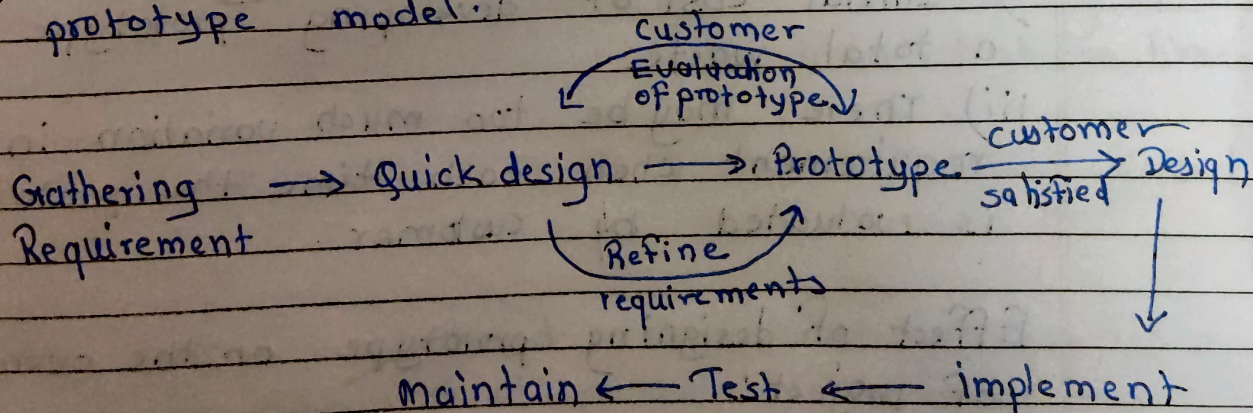 prototype model:
customer
Evaluation
of prototype
customer
Gathering → Quick design → Prototype → Design
satisfied
Requirement
Refine
requirements
maintain ← Test ← implement